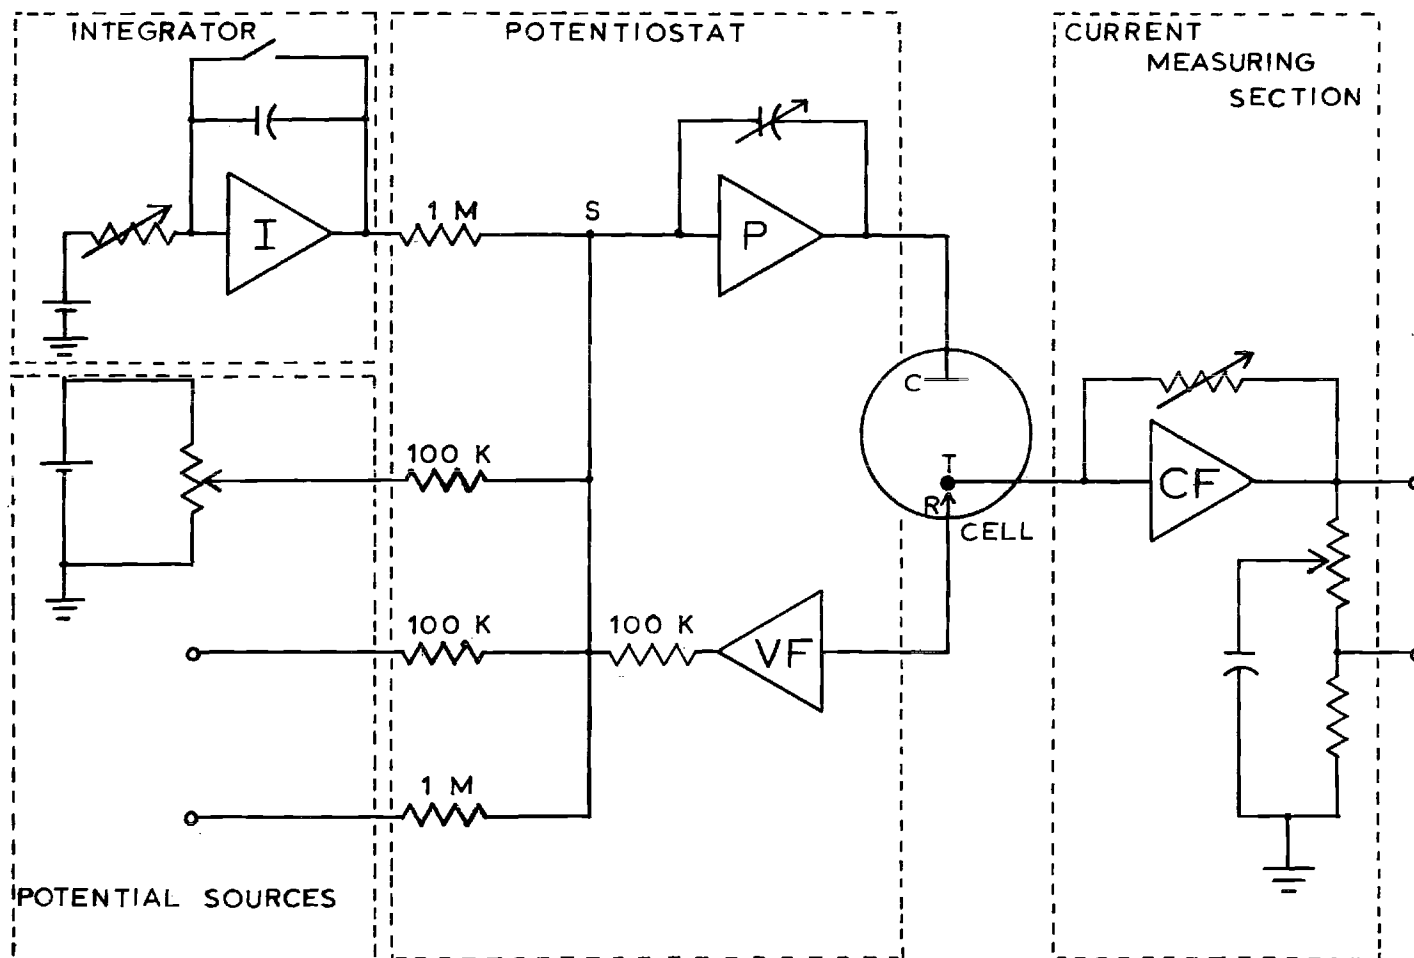 INTEGRATOR
POTENTIOSTAT
CURRENT
MEASURING
SECTION
1 M
S
I
P
C
100 K
T
R
CF
CELL
100 K
100 K
VF
1 M
POTENTIAL SOURCES